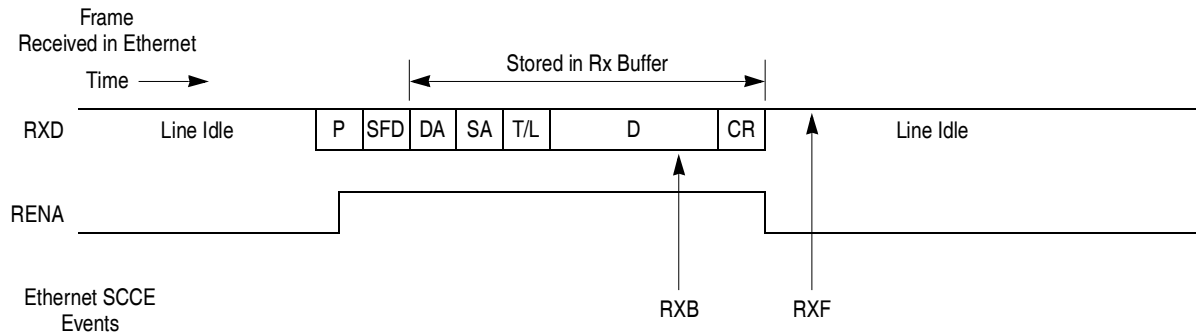 Frame
Received in Ethernet
Stored in Rx Buffer
Time
RXD Line Idle P SFD DA SA T/L D CR Line Idle
RENA
Ethernet SCCE
Events
RXB RXF